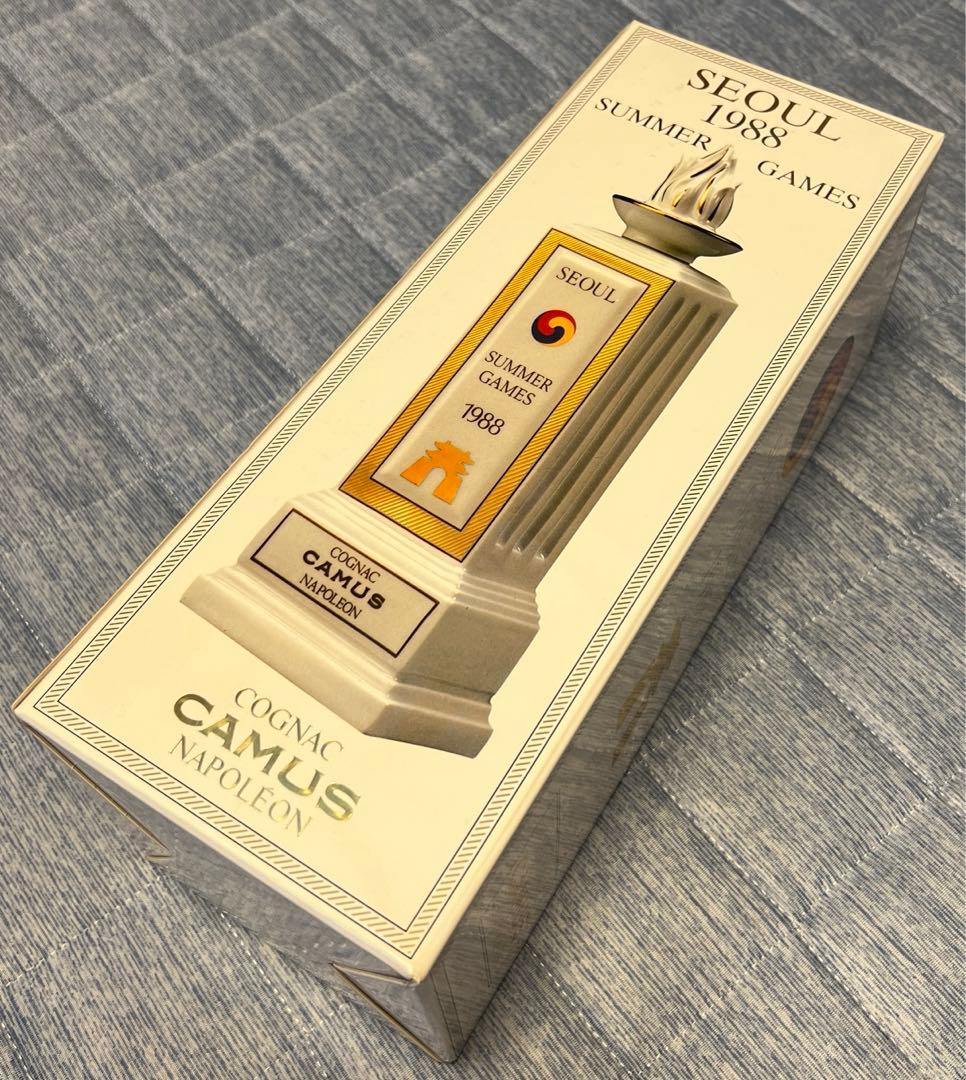 SEOUL
1988
SUMMER GAMES
SEOUL
SUMMER
GAMES
1988
COGNAC
CAMUS
NAPOLEON
COGNAC
CAMUS
NAPOLÉON